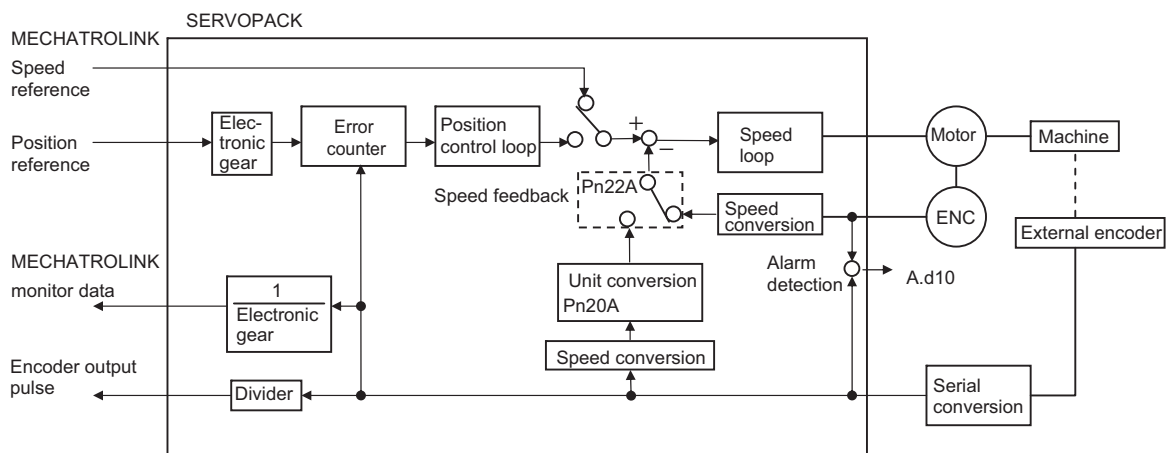 SERVOPACK
MECHATROLINK
Speed
reference
Position
reference
Elec-
tronic
gear
Error
counter
Position
control loop
+
−
Speed
loop
Motor
Machine
Speed feedback
Pn22A
Speed
conversion
ENC
External encoder
MECHATROLINK
monitor data
1
Electronic
gear
Unit conversion
Pn20A
Alarm
detection
A.d10
Speed conversion
Encoder output
pulse
Divider
Serial
conversion